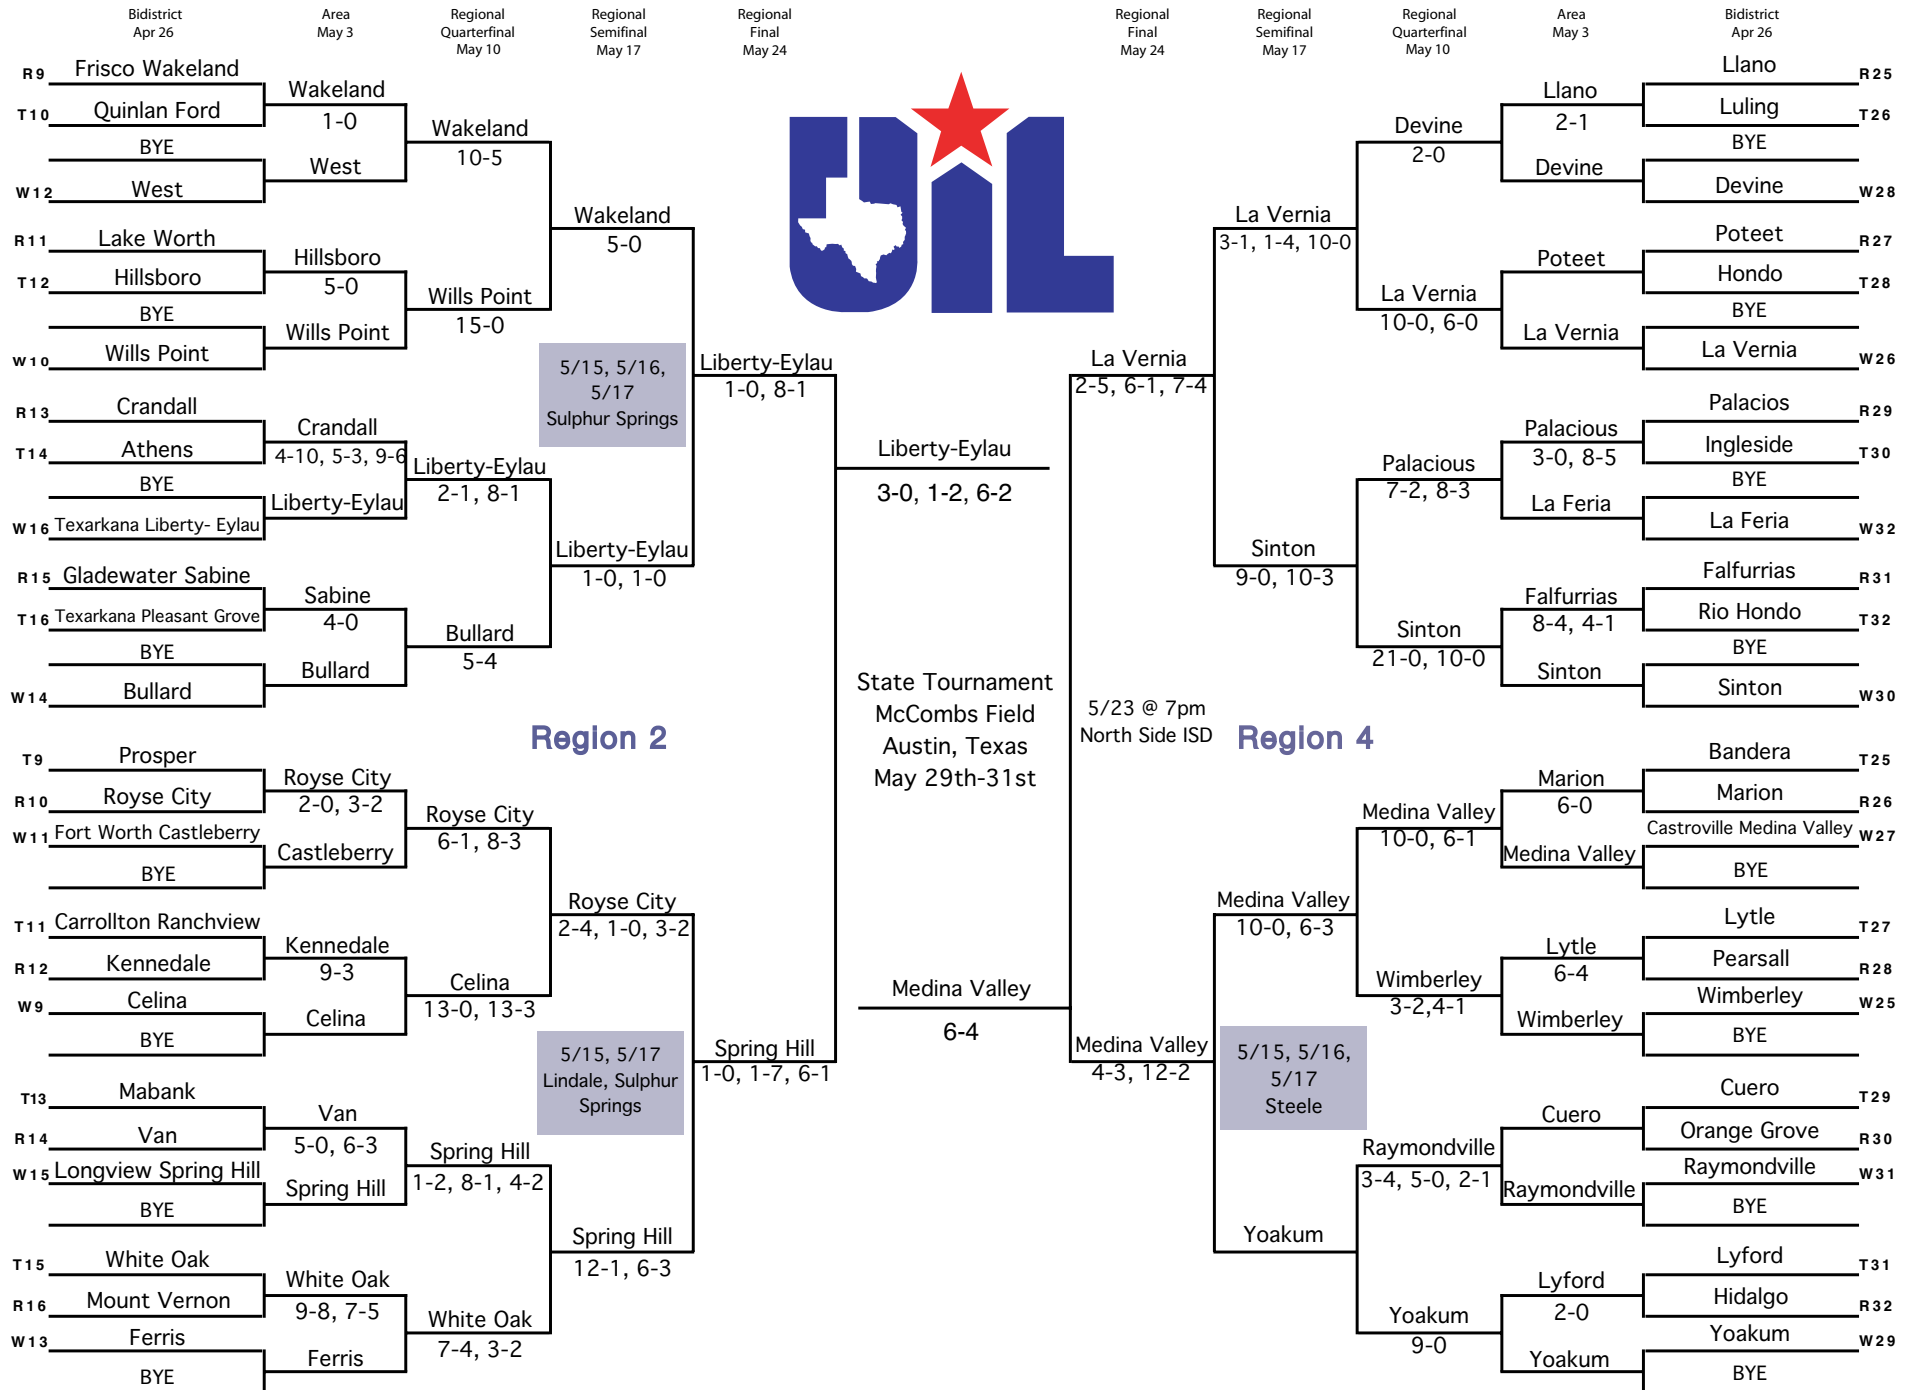 Bidistrict
Apr 26
Area
May 3
Regional
Quarterfinal
May 10
Regional
Semifinal
May 17
Regional
Final
May 24
Regional
Final
May 24
Regional
Semifinal
May 17
Regional
Quarterfinal
May 10
Area
May 3
Bidistrict
Apr 26
R9 Frisco Wakeland
T10 Quinlan Ford
BYE
W12 West
R11 Lake Worth
T12 Hillsboro
BYE
W10 Wills Point
R13 Crandall
T14 Athens
BYE
W16 Texarkana Liberty- Eylau
R15 Gladewater Sabine
T16 Texarkana Pleasant Grove
BYE
W14 Bullard
T9 Prosper
R10 Royse City
W11 Fort Worth Castleberry
BYE
T11 Carrollton Ranchview
R12 Kennedale
W9 Celina
BYE
T13 Mabank
R14 Van
W15 Longview Spring Hill
BYE
T15 White Oak
R16 Mount Vernon
W13 Ferris
BYE
Wakeland
1-0
West
Hillsboro
5-0
Wills Point
Crandall
4-10, 5-3, 9-6
Liberty-Eylau
Sabine
4-0
Bullard
Royse City
2-0, 3-2
Castleberry
Kennedale
9-3
Celina
Van
5-0, 6-3
Spring Hill
White Oak
9-8, 7-5
Ferris
Wakeland
10-5
Wills Point
15-0
Liberty-Eylau
2-1, 8-1
Bullard
5-4
Royse City
6-1, 8-3
Celina
13-0, 13-3
Spring Hill
1-2, 8-1, 4-2
White Oak
7-4, 3-2
Wakeland
5-0
5/15, 5/16,
5/17
Sulphur Springs
Liberty-Eylau
1-0, 1-0
Region 2
Royse City
2-4, 1-0, 3-2
5/15, 5/17
Lindale, Sulphur
Springs
Spring Hill
12-1, 6-3
Liberty-Eylau
1-0, 8-1
Spring Hill
1-0, 1-7, 6-1
UIL
Liberty-Eylau
3-0, 1-2, 6-2
State Tournament
McCombs Field
Austin, Texas
May 29th-31st
Medina Valley
6-4
La Vernia
2-5, 6-1, 7-4
5/23 @ 7pm
North Side ISD
Medina Valley
4-3, 12-2
La Vernia
3-1, 1-4, 10-0
Sinton
9-0, 10-3
Region 4
Medina Valley
10-0, 6-3
5/15, 5/16,
5/17
Steele
Yoakum
Devine
2-0
La Vernia
10-0, 6-0
Palacious
7-2, 8-3
Sinton
21-0, 10-0
Medina Valley
10-0, 6-1
Wimberley
3-2,4-1
Raymondville
3-4, 5-0, 2-1
Yoakum
9-0
Llano
2-1
Devine
Poteet
La Vernia
Palacious
3-0, 8-5
La Feria
Falfurrias
8-4, 4-1
Sinton
Marion
6-0
Medina Valley
Lytle
6-4
Wimberley
Cuero
Raymondville
Lyford
2-0
Yoakum
Llano R25
Luling T26
BYE
Devine W28
Poteet R27
Hondo T28
BYE
La Vernia W26
Palacios R29
Ingleside T30
BYE
La Feria W32
Falfurrias R31
Rio Hondo T32
BYE
Sinton W30
Bandera T25
Marion R26
Castroville Medina Valley W27
BYE
Lytle T27
Pearsall R28
Wimberley W25
BYE
Cuero T29
Orange Grove R30
Raymondville W31
BYE
Lyford T31
Hidalgo R32
Yoakum W29
BYE